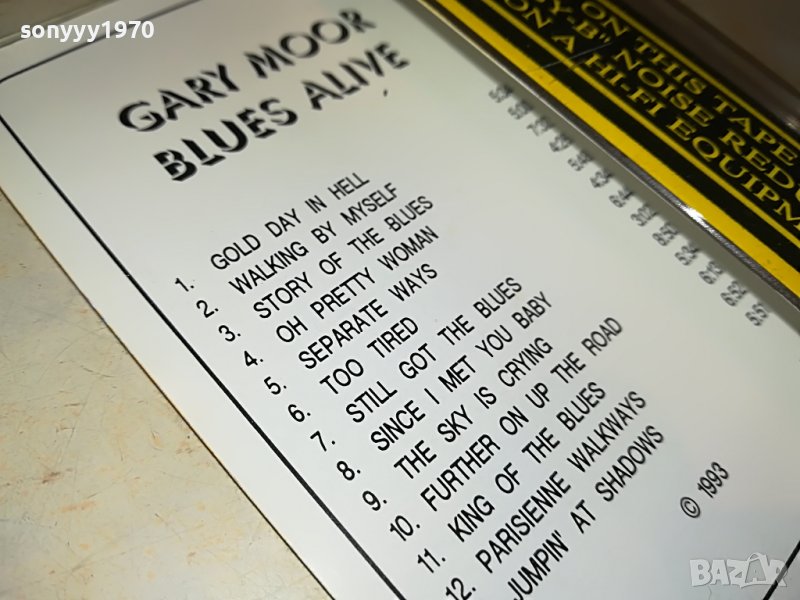 sonyyy1970
GARY MOOR
BLUES ALIVE
1. GOLD DAY IN HELL
2. WALKING BY MYSELF
3. STORY OF THE BLUES
4. OH PRETTY WOMAN
5. SEPARATE WAYS
6. TOO TIRED
7. STILL GOT THE BLUES
8. SINCE I MET YOU BABY
9. THE SKY IS CRYING
10. FURTHER ON UP THE ROAD
11. KING OF THE BLUES
12. PARISIENNE WALKWAYS
JUMPIN' AT SHADOWS
© 1993
ON THIS TAPE
Y-B" NOISE RED
ON A HI-FI EQUIPM
BAZAR